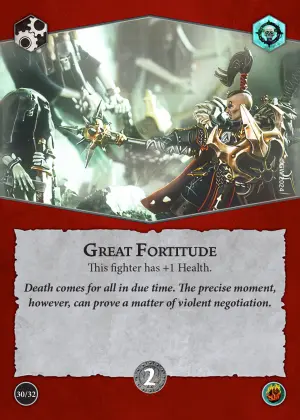 Great Fortitude
This fighter has +1 Health.
Death comes for all in due time. The precise moment,
however, can prove a matter of violent negotiation.
2
30/32